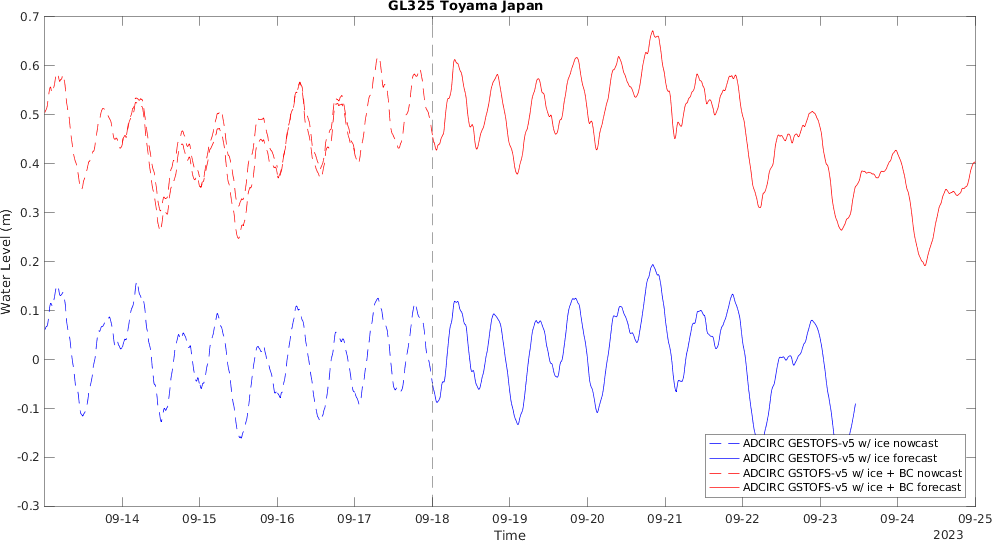 GL325 Toyama Japan
Water Level (m)
0.7
0.6
0.5
0.4
0.3
0.2
0.1
0
-0.1
-0.2
-0.3
ADCIRC GESTOFS-v5 w/ ice nowcast
ADCIRC GESTOFS-v5 w/ ice forecast
ADCIRC GSTOFS-v5 w/ ice + BC nowcast
ADCIRC GSTOFS-v5 w/ ice + BC forecast
09-14 09-15 09-16 09-17 09-18 09-19 09-20 09-21 09-22 09-23 09-24 09-25
Time
2023